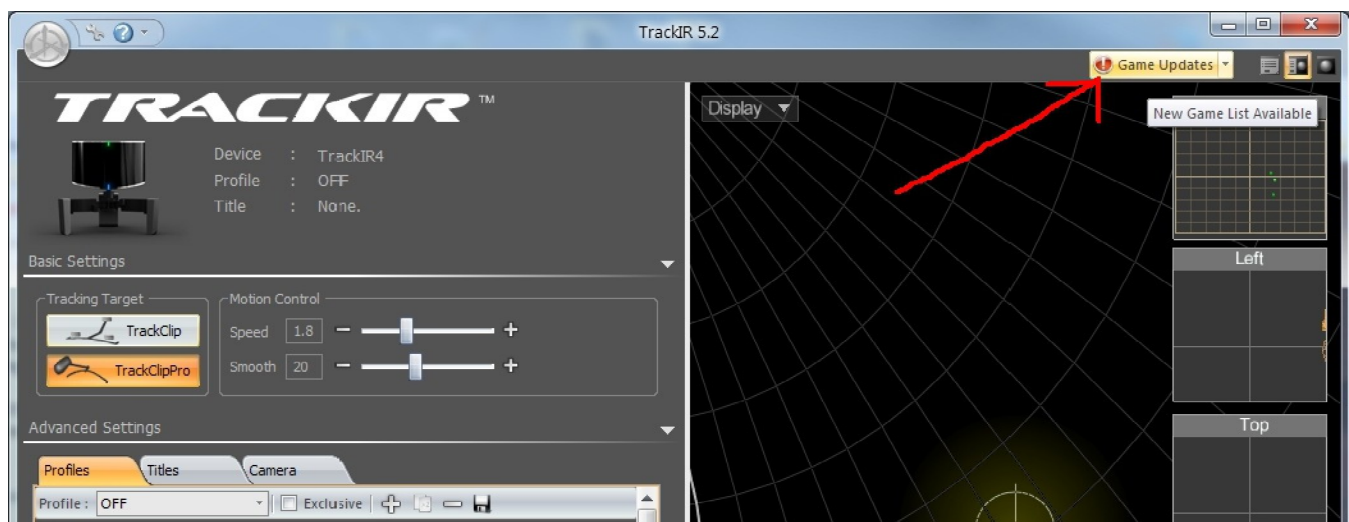 TrackIR 5.2
Game Updates
TRACKIR ™
Display
New Game List Available
Device : TrackIR4
Profile : OFF
Title : None.
Basic Settings
Left
Tracking Target
Motion Control
TrackClip
Speed 1.8 − +
TrackClipPro
Smooth 20 − +
Advanced Settings
Top
Profiles Titles Camera
Profile : OFF Exclusive